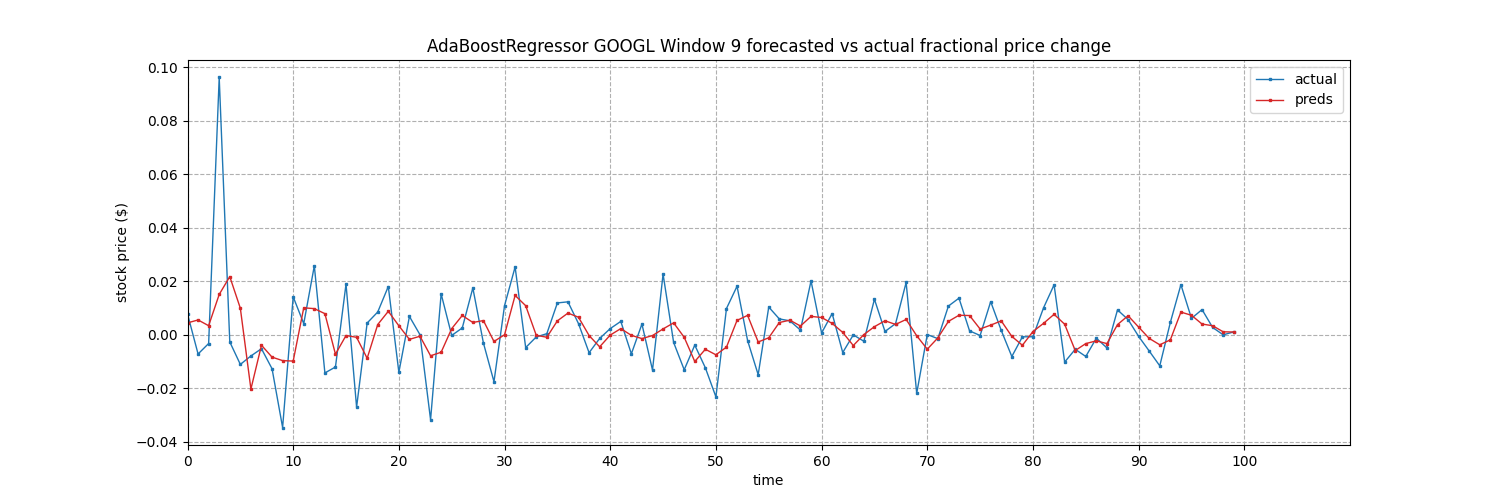 AdaBoostRegressor GOOGL Window 9 forecasted vs actual fractional price change
actual
preds
stock price ($)
0.10
0.08
0.06
0.04
0.02
0.00
−0.02
−0.04
0 10 20 30 40 50 60 70 80 90 100
time